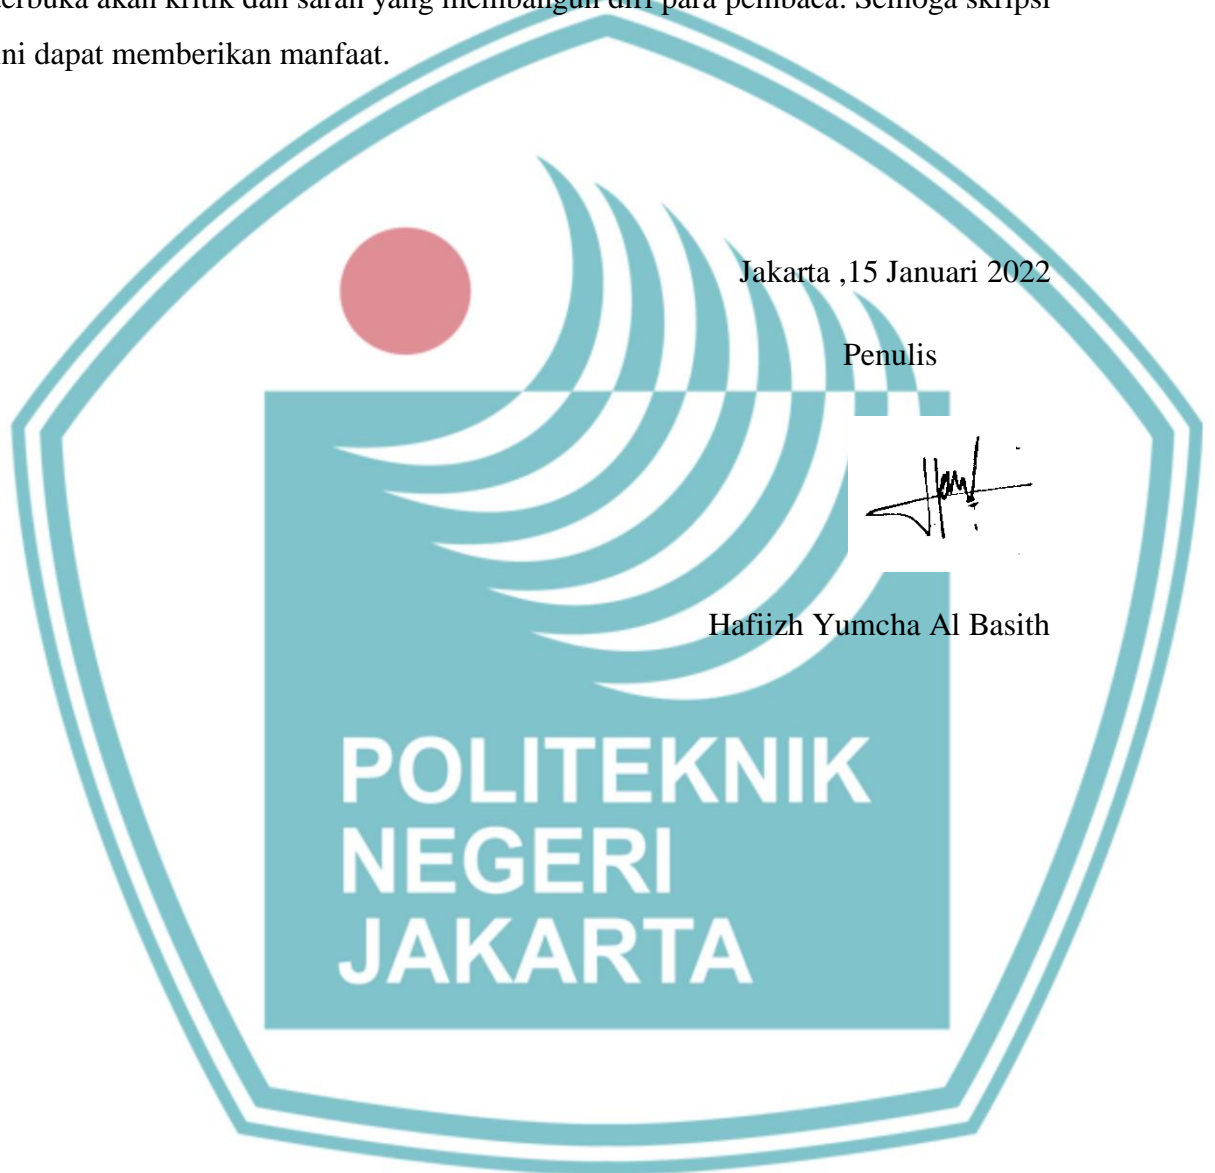 terbuka akan kritik dan saran yang membangun diri para pembaca. Semoga skripsi
ini dapat memberikan manfaat.
Jakarta ,15 Januari 2022
Penulis
Hafiizh Yumcha Al Basith
POLITEKNIK
NEGERI
JAKARTA